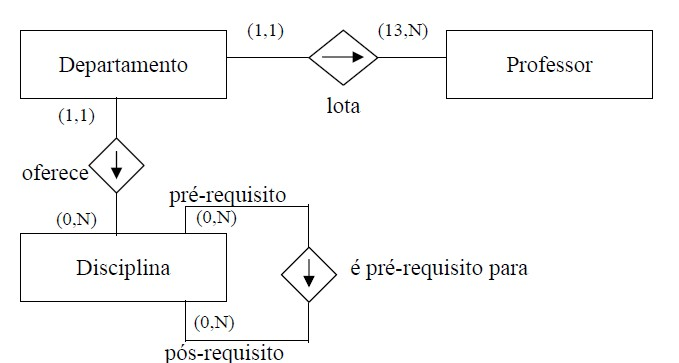 (1,1)
(13,N)
Departamento
Professor
lota
(1,1)
oferece
(0,N)
pré-requisito
(0,N)
Disciplina
é pré-requisito para
(0,N)
pós-requisito